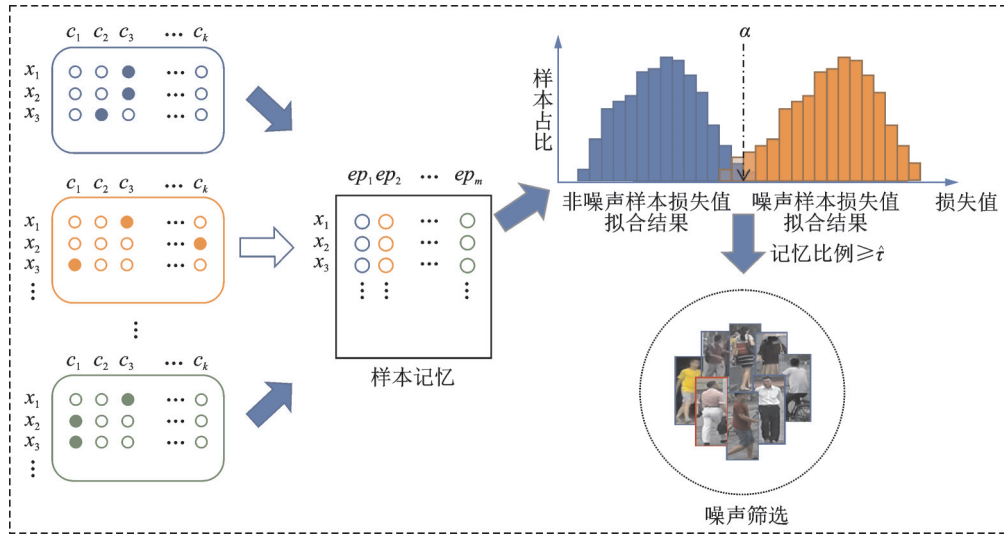 c₁ c₂ c₃ … cₖ
x₁ …
x₂ …
x₃ …
c₁ c₂ c₃ … cₖ
x₁ …
x₂ …
x₃ …
⋮
⋮
c₁ c₂ c₃ … cₖ
x₁ …
x₂ …
x₃ …
⋮
ep₁ ep₂ … epₘ
x₁ …
x₂ …
x₃ …
⋮ ⋮ ⋮
样本记忆
α
样本占比
非噪声样本损失值
拟合结果
噪声样本损失值
拟合结果
损失值
记忆比例≥τ̂
噪声筛选